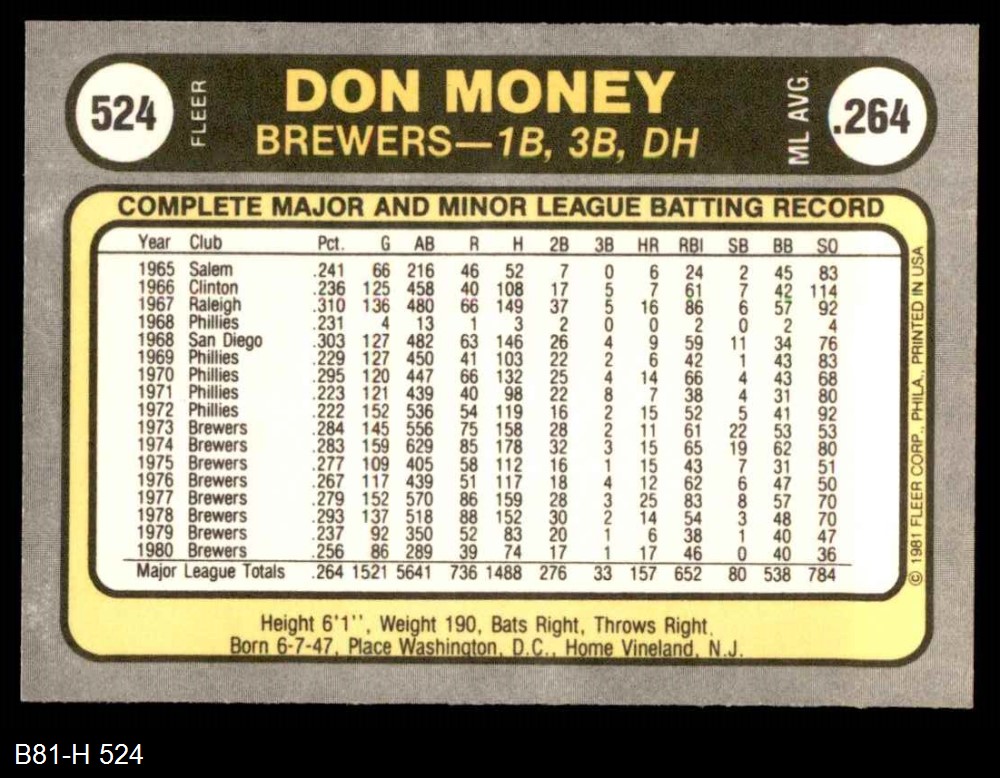 524 FLEER DON MONEY ML AVG. .264
BREWERS—1B, 3B, DH
COMPLETE MAJOR AND MINOR LEAGUE BATTING RECORD
Year Club Pct. G AB R H 2B 3B HR RBI SB BB SO
1965 Salem .241 66 216 46 52 7 0 6 24 2 45 83
1966 Clinton .236 125 458 40 108 17 5 7 61 7 42 114
1967 Raleigh .310 136 480 66 149 37 5 16 86 6 57 92
1968 Phillies .231 4 13 1 3 2 0 0 2 0 2 4
1968 San Diego .303 127 482 63 146 26 4 9 59 11 34 76
1969 Phillies .229 127 450 41 103 22 2 6 42 1 43 83
1970 Phillies .295 120 447 66 132 25 4 14 66 4 43 68
1971 Phillies .223 121 439 40 98 22 8 7 38 4 31 80
1972 Phillies .222 152 536 54 119 16 2 15 52 5 41 92
1973 Brewers .284 145 556 75 158 28 2 11 61 22 53 53
1974 Brewers .283 159 629 85 178 32 3 15 65 19 62 80
1975 Brewers .277 109 405 58 112 16 1 15 43 7 31 51
1976 Brewers .267 117 439 51 117 18 4 12 62 6 47 50
1977 Brewers .279 152 570 86 159 28 3 25 83 8 57 70
1978 Brewers .293 137 518 88 152 30 2 14 54 3 48 70
1979 Brewers .237 92 350 52 83 20 1 6 38 1 40 47
1980 Brewers .256 86 289 39 74 17 1 17 46 0 40 36
Major League Totals .264 1521 5641 736 1488 276 33 157 652 80 538 784
© 1981 FLEER CORP., PHILA., PRINTED IN USA
Height 6'1'', Weight 190, Bats Right, Throws Right.
Born 6-7-47, Place Washington, D.C., Home Vineland, N.J.
B81-H 524